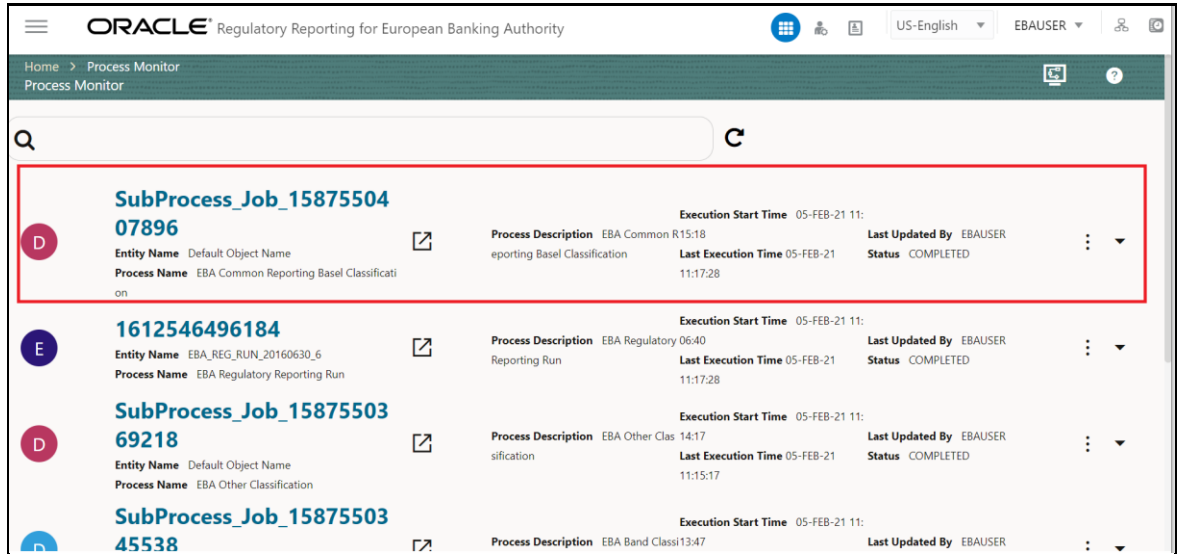 ORACLE® Regulatory Reporting for European Banking Authority US-English EBAUSER
Home > Process Monitor
Process Monitor
SubProcess_Job_15875504
07896
Entity Name Default Object Name
Process Name EBA Common Reporting Basel Classificati
on
Process Description EBA Common R
eporting Basel Classification
Execution Start Time 05-FEB-21 11:
15:18
Last Execution Time 05-FEB-21
11:17:28
Last Updated By EBAUSER
Status COMPLETED
D
1612546496184
Entity Name EBA_REG_RUN_20160630_6
Process Name EBA Regulatory Reporting Run
Process Description EBA Regulatory
Reporting Run
Execution Start Time 05-FEB-21 11:
06:40
Last Execution Time 05-FEB-21
11:17:28
Last Updated By EBAUSER
Status COMPLETED
E
SubProcess_Job_15875503
69218
Entity Name Default Object Name
Process Name EBA Other Classification
Process Description EBA Other Clas
sification
Execution Start Time 05-FEB-21 11:
14:17
Last Execution Time 05-FEB-21
11:15:17
Last Updated By EBAUSER
Status COMPLETED
D
SubProcess_Job_15875503
45538
Process Description EBA Band Classi
Execution Start Time 05-FEB-21 11:
13:47
Last Updated By EBAUSER
D